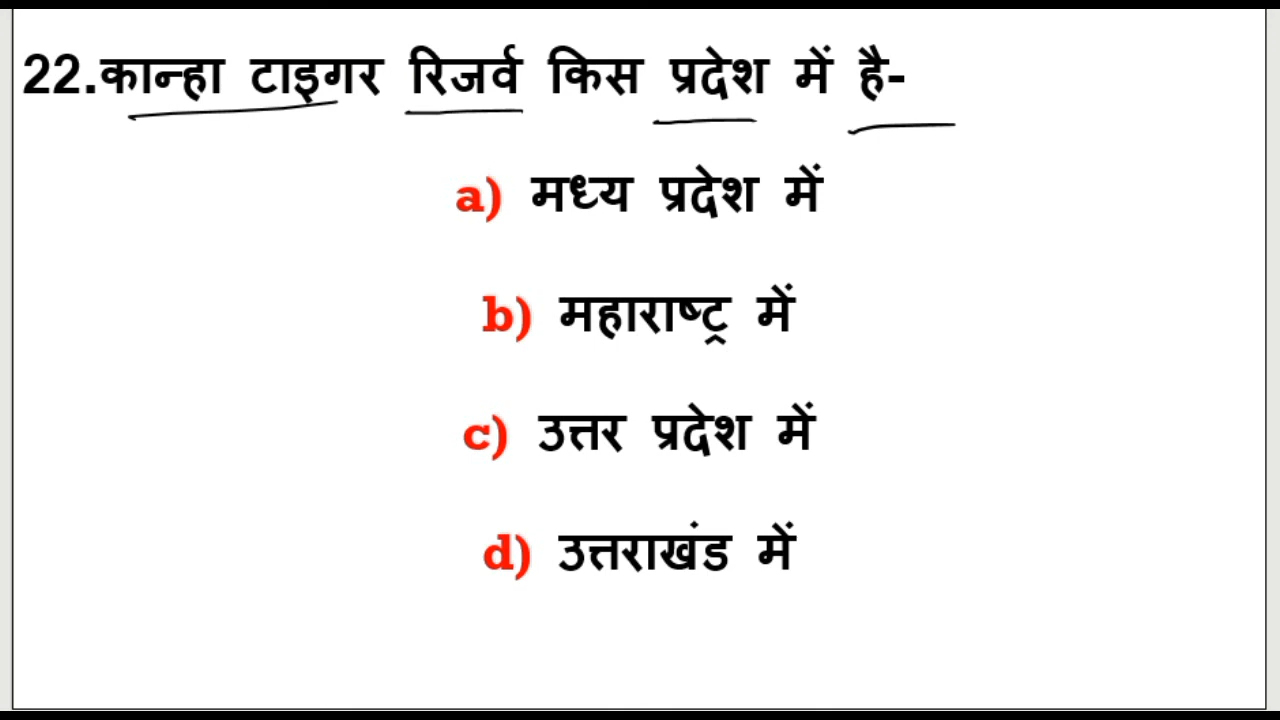 22.कान्हा टाइगर रिजर्व किस प्रदेश में है-
a) मध्य प्रदेश में
b) महाराष्ट्र में
c) उत्तर प्रदेश में
d) उत्तराखंड में